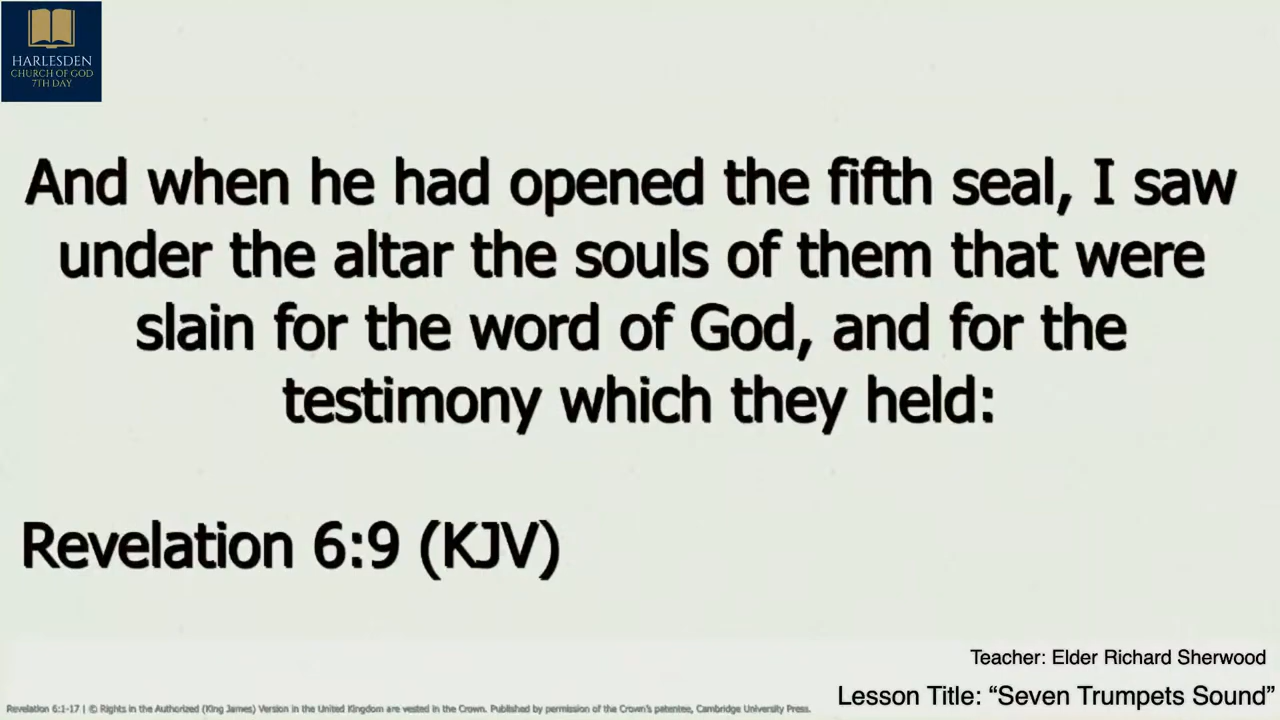 HARLESDEN
CHURCH OF GOD
7TH DAY
And when he had opened the fifth seal, I saw
under the altar the souls of them that were
slain for the word of God, and for the
testimony which they held:
Revelation 6:9 (KJV)
Teacher: Elder Richard Sherwood
Lesson Title: “Seven Trumpets Sound”
Revelation 6:1-17 | © Rights in the Authorized (King James) Version in the United Kingdom are vested in the Crown. Published by permission of the Crown's patentee, Cambridge University Press.